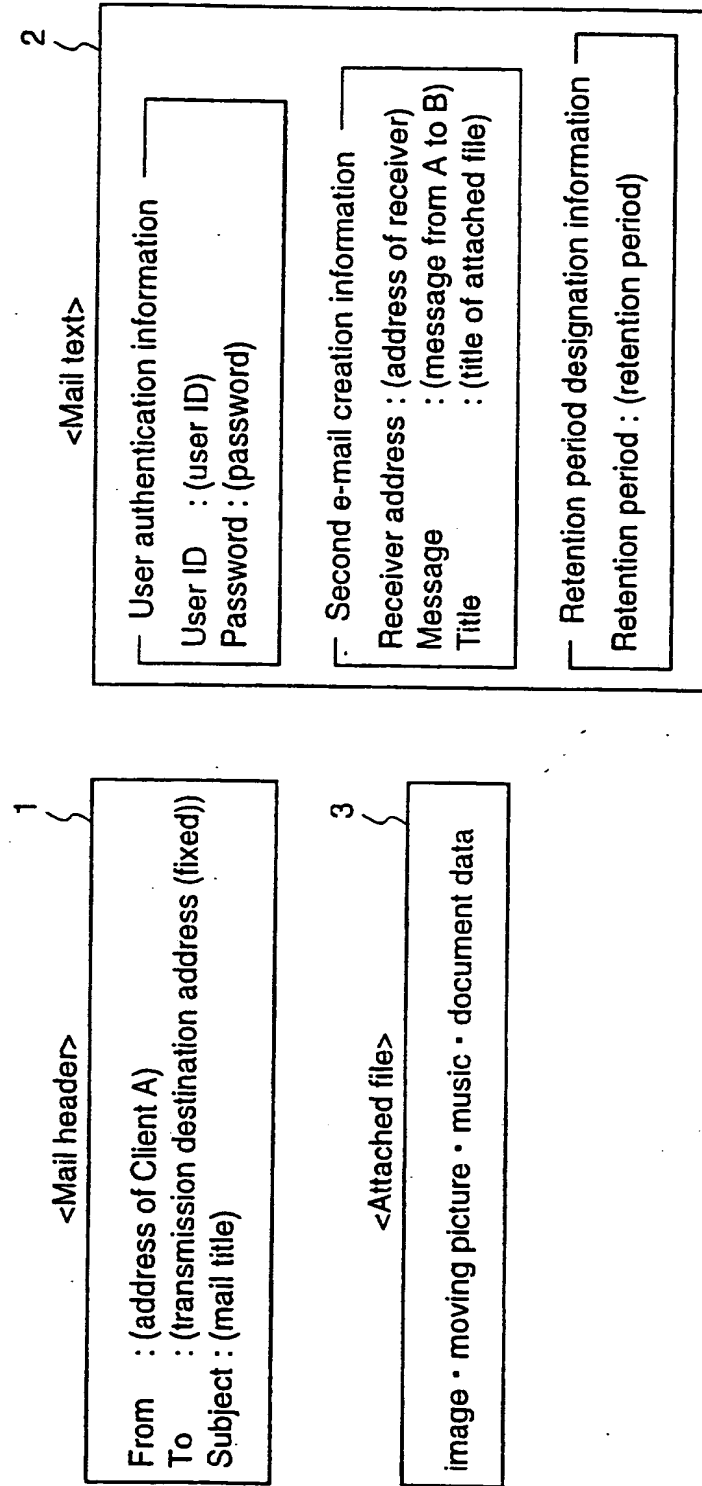 <Mail header>
1
From : (address of Client A)
To : (transmission destination address (fixed))
Subject : (mail title)
<Attached file>
3
image・moving picture・music・document data
<Mail text>
2
User authentication information
User ID : (user ID)
Password : (password)
Second e-mail creation information
Receiver address : (address of receiver)
Message : (message from A to B)
Title : (title of attached file)
Retention period designation information
Retention period : (retention period)